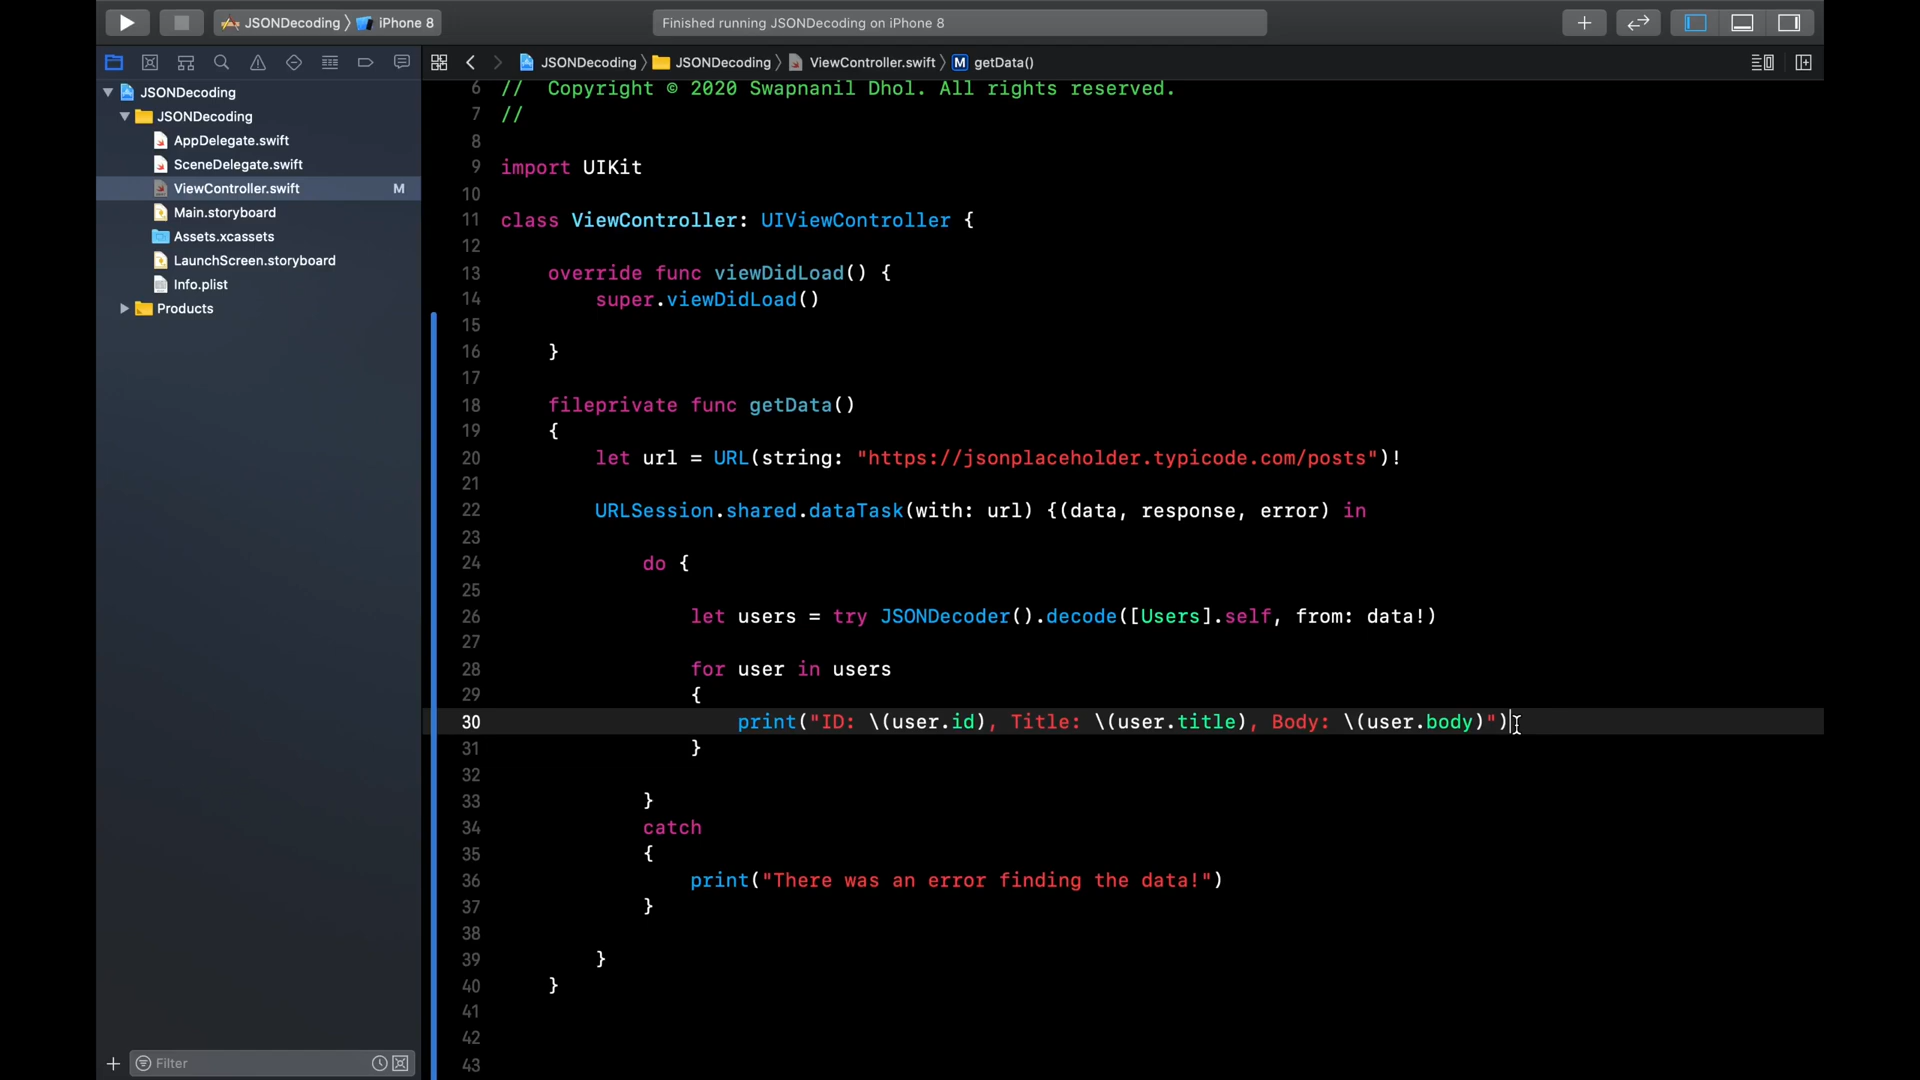 JSONDecoding iPhone 8
Finished running JSONDecoding on iPhone 8
JSONDecoding JSONDecoding ViewController.swift M getData()
JSONDecoding
JSONDecoding
AppDelegate.swift
SceneDelegate.swift
ViewController.swift M
Main.storyboard
Assets.xcassets
LaunchScreen.storyboard
Info.plist
Products
Filter
6 // Copyright © 2020 Swapnanil Dhol. All rights reserved.
7 //
8
9 import UIKit
10
11 class ViewController: UIViewController {
12
13 override func viewDidLoad() {
14 super.viewDidLoad()
15
16 }
17
18 fileprivate func getData()
19 {
20 let url = URL(string: "https://jsonplaceholder.typicode.com/posts")!
21
22 URLSession.shared.dataTask(with: url) {(data, response, error) in
23
24 do {
25
26 let users = try JSONDecoder().decode([Users].self, from: data!)
27
28 for user in users
29 {
30 print("ID: \(user.id), Title: \(user.title), Body: \(user.body)")
31 }
32
33 }
34 catch
35 {
36 print("There was an error finding the data!")
37 }
38
39 }
40 }
41
42
43